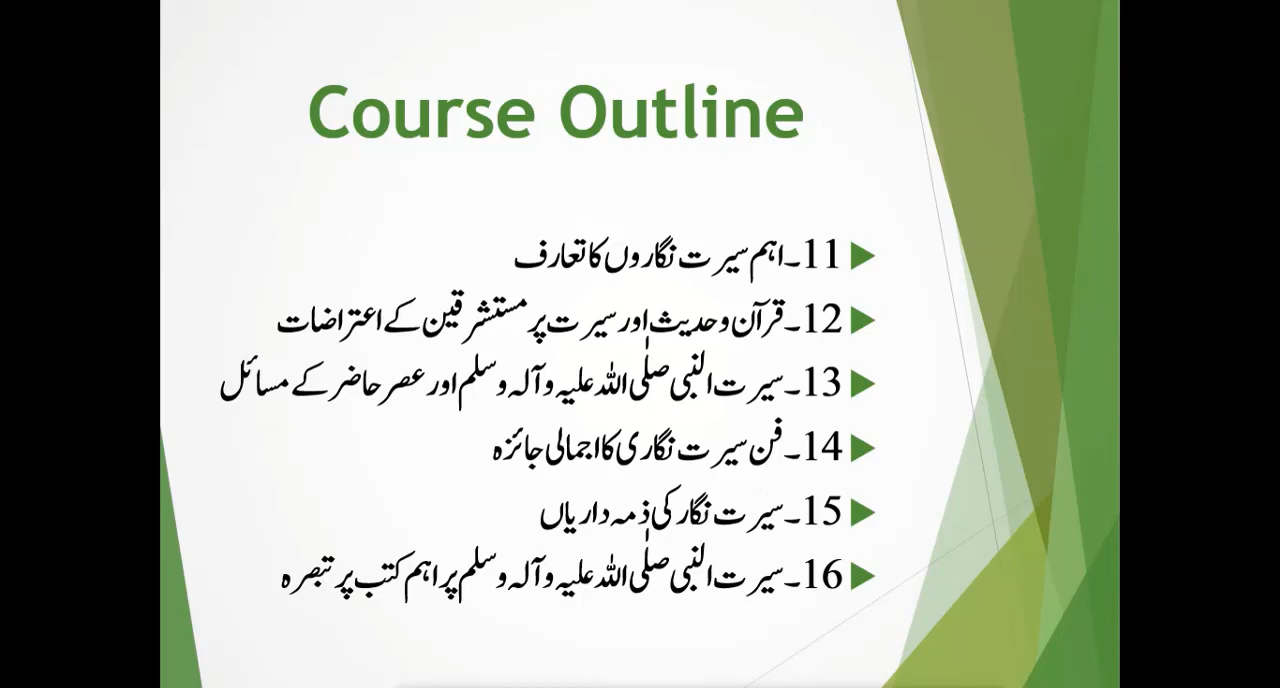 Course Outline
11۔اہم سیرت نگاروں کا تعارف
12۔قرآن و حدیث اور سیرت پر مستشرقین کے اعتراضات
13۔سیرت النبی صلی اللہ علیہ و آلہ وسلم اور عصر حاضر کے مسائل
14۔فن سیرت نگاری کا اجمالی جائزہ
15۔سیرت نگار کی ذمہ داریاں
16۔سیرت النبی صلی اللہ علیہ و آلہ وسلم پر اہم کتب پر تبصرہ